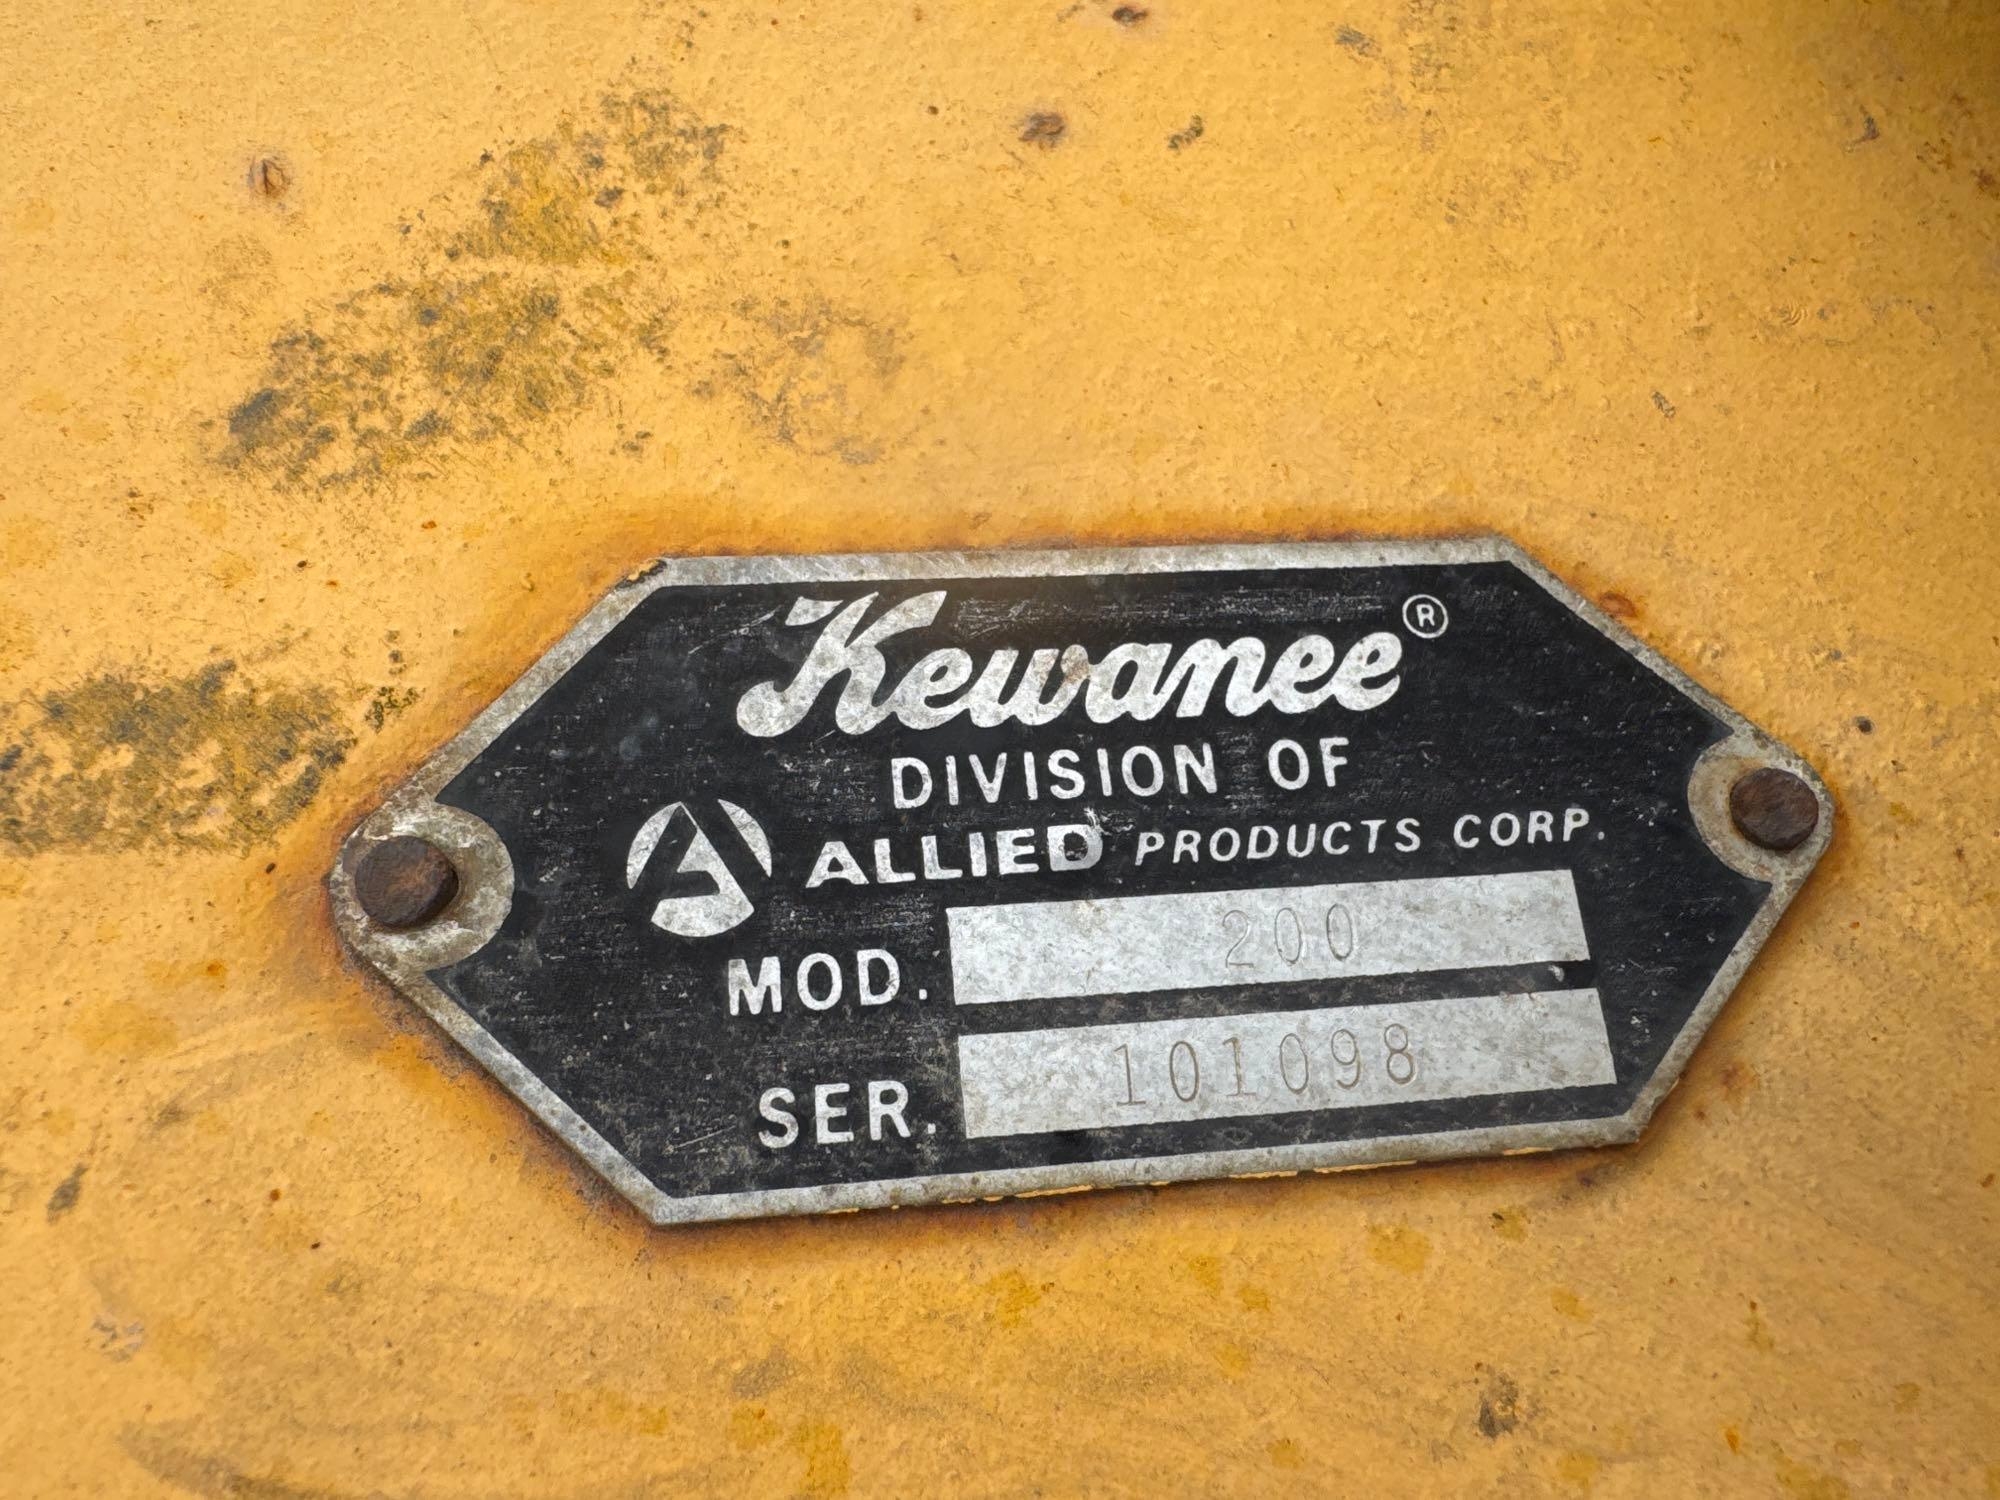 Kewanee®
DIVISION OF
ALLIED PRODUCTS CORP.
MOD. 200
SER. 101098